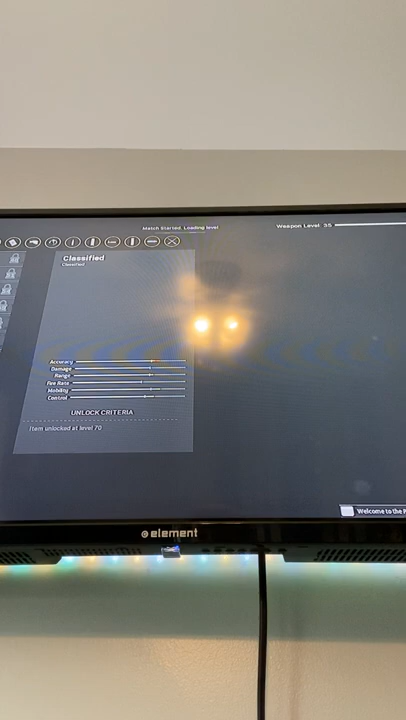 Match Started. Loading level
Weapon Level 35
Classified
Classified
Accuracy
Damage
Range
Fire Rate
Mobility
Control
UNLOCK CRITERIA
Item unlocked at level 70
Welcome to the
element